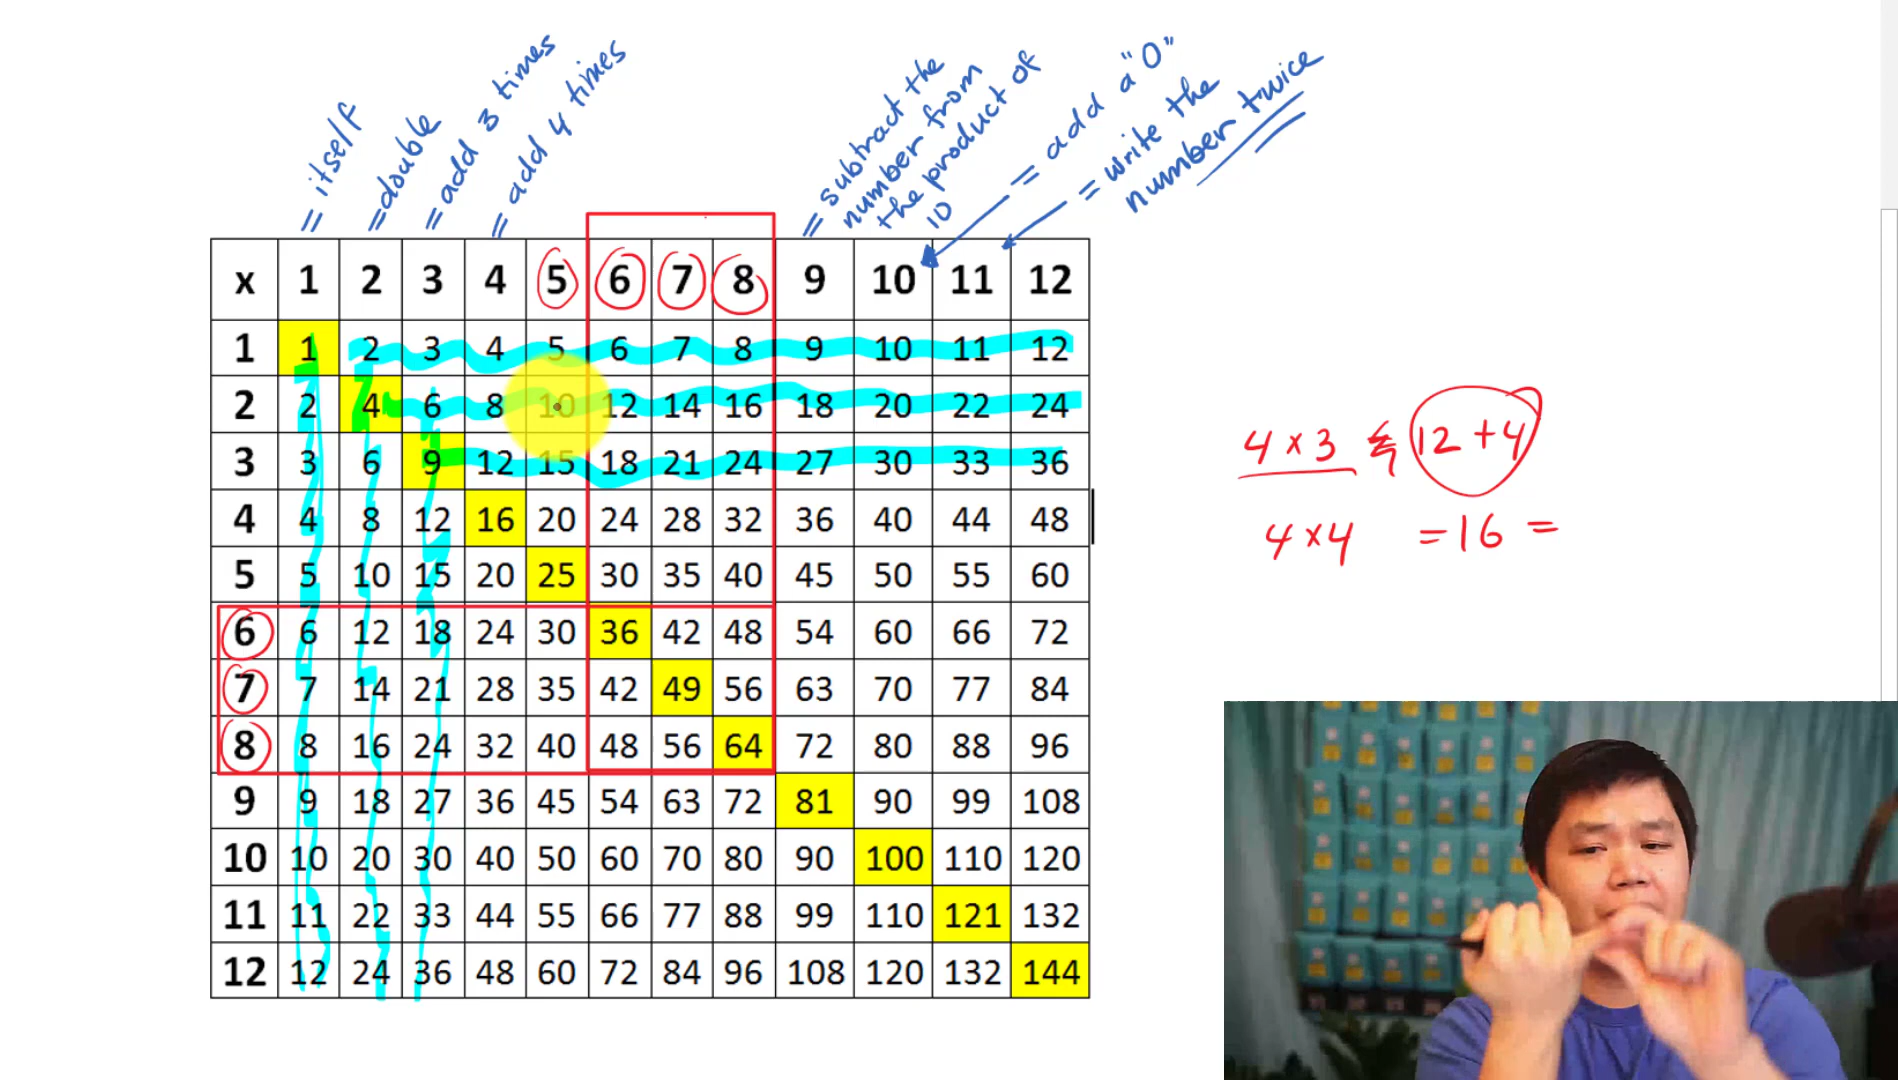 = itself
= double
= add 3 times
= add 4 times
= subtract the
number from
the product of
10
= add a "0"
= write the
number twice
x 1 2 3 4 5 6 7 8 9 10 11 12
1 1 2 3 4 5 6 7 8 9 10 11 12
2 2 4 6 8 10 12 14 16 18 20 22 24
3 3 6 9 12 15 18 21 24 27 30 33 36
4 4 8 12 16 20 24 28 32 36 40 44 48
5 5 10 15 20 25 30 35 40 45 50 55 60
6 6 12 18 24 30 36 42 48 54 60 66 72
7 7 14 21 28 35 42 49 56 63 70 77 84
8 8 16 24 32 40 48 56 64 72 80 88 96
9 9 18 27 36 45 54 63 72 81 90 99 108
10 10 20 30 40 50 60 70 80 90 100 110 120
11 11 22 33 44 55 66 77 88 99 110 121 132
12 12 24 36 48 60 72 84 96 108 120 132 144
4 × 3 12 + 4
4 × 4 = 16 =